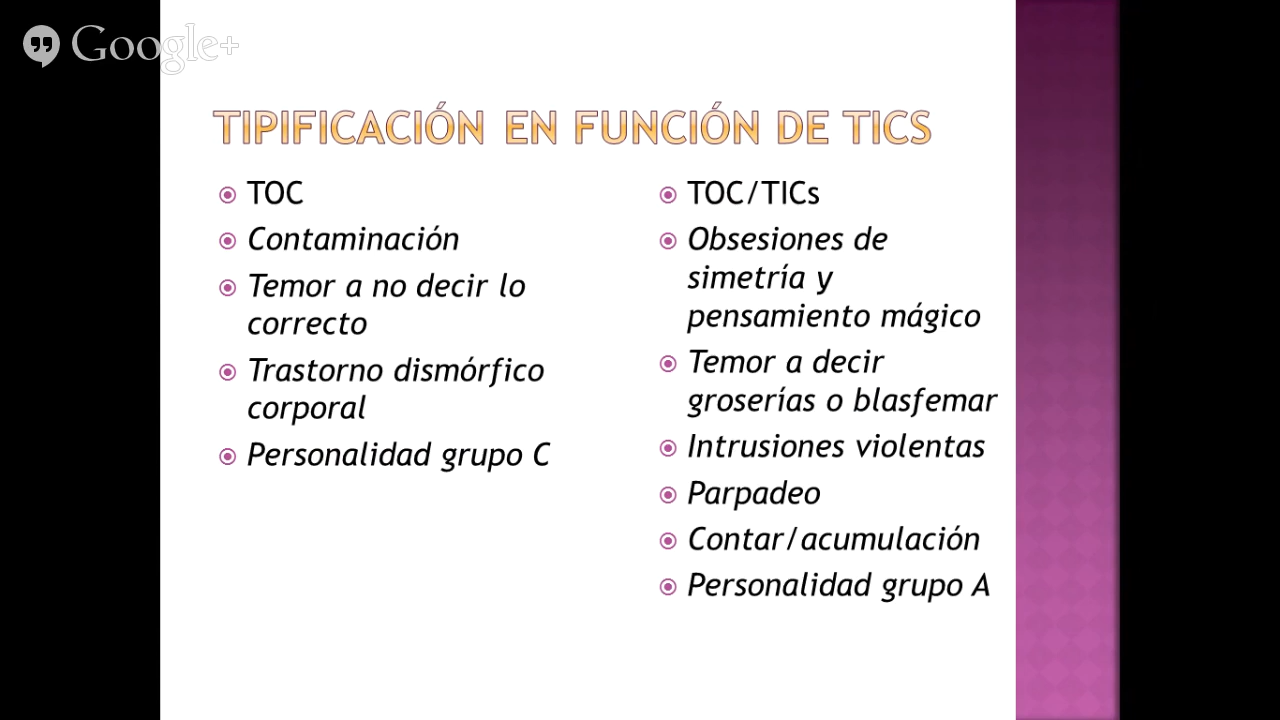 Google+
TIPIFICACIÓN EN FUNCIÓN DE TICS
TOC
Contaminación
Temor a no decir lo
correcto
Trastorno dismórfico
corporal
Personalidad grupo C
TOC/TICs
Obsesiones de
simetría y
pensamiento mágico
Temor a decir
groserías o blasfemar
Intrusiones violentas
Parpadeo
Contar/acumulación
Personalidad grupo A